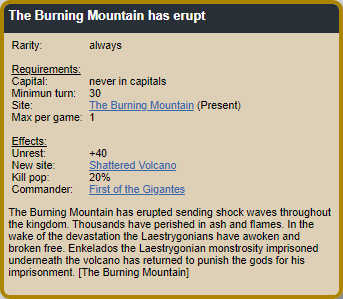 The Burning Mountain has erupt
Rarity: always
Requirements:
Capital: never in capitals
Minimun turn: 30
Site: The Burning Mountain (Present)
Max per game: 1
Effects:
Unrest: +40
New site: Shattered Volcano
Kill pop: 20%
Commander: First of the Gigantes
The Burning Mountain has erupted sending shock waves throughout
the kingdom. Thousands have perished in ash and flames. In the
wake of the devastation the Laestrygonians have awoken and
broken free. Enkelados the Laestrygonian monstrosity imprisoned
underneath the volcano has returned to punish the gods for his
imprisonment. [The Burning Mountain]